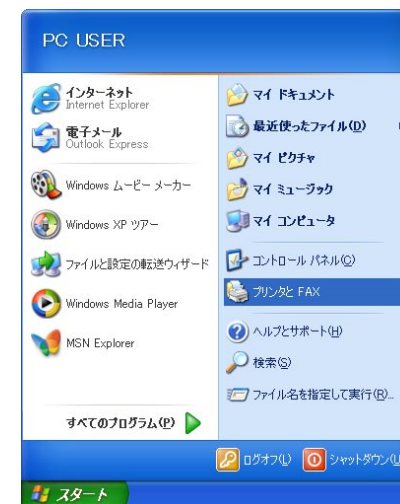 PC USER
インターネット
Internet Explorer
電子メール
Outlook Express
Windows ムービー メーカー
Windows XP ツアー
ファイルと設定の転送ウィザード
Windows Media Player
MSN Explorer
すべてのプログラム(P)
マイ ドキュメント
最近使ったファイル(D)
マイ ピクチャ
マイ ミュージック
マイ コンピュータ
コントロール パネル(C)
プリンタと FAX
ヘルプとサポート(H)
検索(S)
ファイル名を指定して実行(R)...
ログオフ(L)
シャットダウン(U
スタート